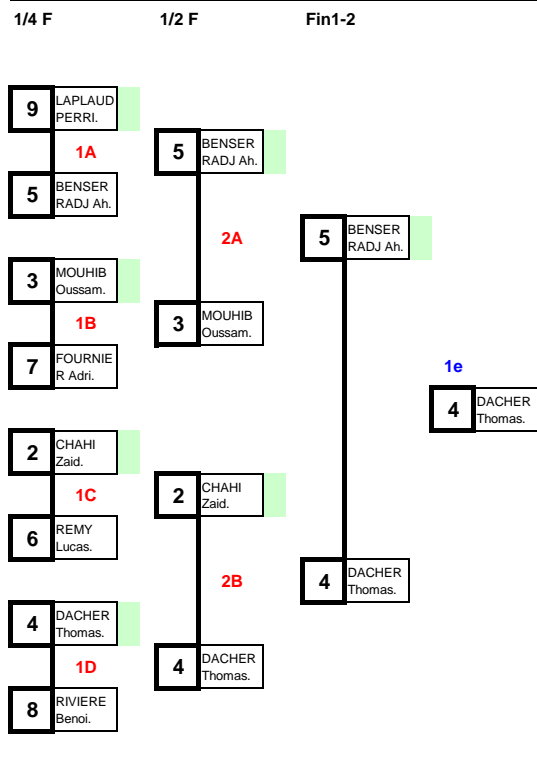 1/4 F 1/2 F Fin1-2
9 LAPLAUD
PERRI.
1A
5 BENSER
RADJ Ah.
3 MOUHIB
Oussam.
1B
7 FOURNIE
R Adri.
2 CHAHI
Zaid.
1C
6 REMY
Lucas.
4 DACHER
Thomas.
1D
8 RIVIERE
Benoi.
5 BENSER
RADJ Ah.
2A
3 MOUHIB
Oussam.
2 CHAHI
Zaid.
2B
4 DACHER
Thomas.
5 BENSER
RADJ Ah.
4 DACHER
Thomas.
1e
4 DACHER
Thomas.